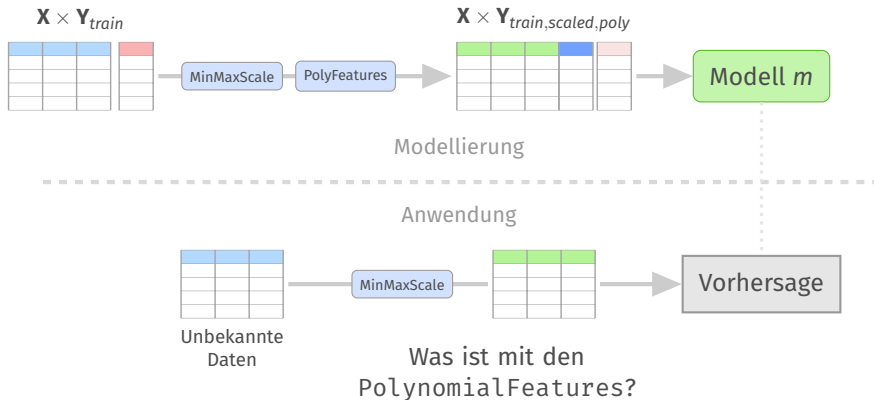 X × Y_train
X × Y_train,scaled,poly
MinMaxScale
PolyFeatures
Modell m
Modellierung
Anwendung
MinMaxScale
Vorhersage
Unbekannte
Daten
Was ist mit den
PolynomialFeatures?